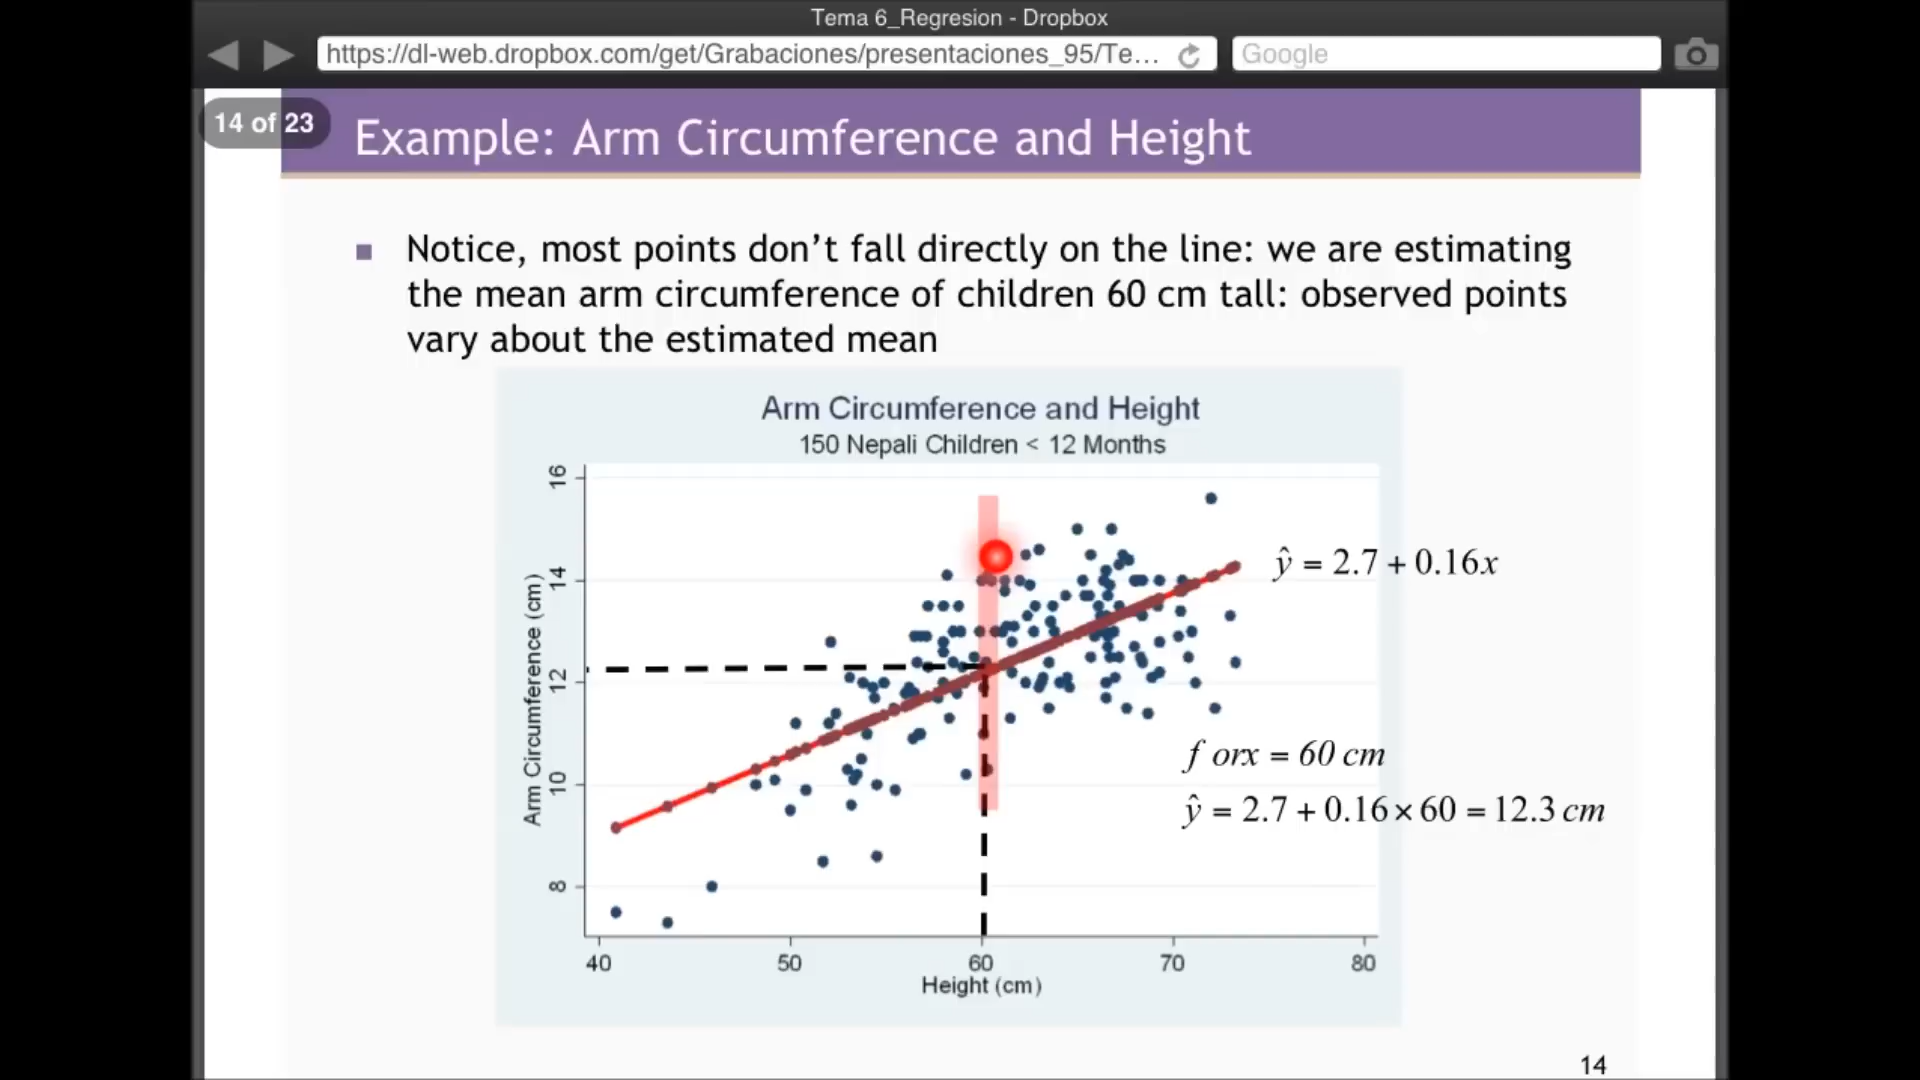 Tema 6_Regresion - Dropbox
https://dl-web.dropbox.com/get/Grabaciones/presentaciones_95/Te...
Google
14 of 23
Example: Arm Circumference and Height
Notice, most points don’t fall directly on the line: we are estimating
the mean arm circumference of children 60 cm tall: observed points
vary about the estimated mean
Arm Circumference and Height
150 Nepali Children < 12 Months
16
14
12
10
8
Arm Circumference (cm)
ŷ = 2.7 + 0.16x
f orx = 60 cm
ŷ = 2.7 + 0.16 × 60 = 12.3 cm
40 50 60 70 80
Height (cm)
14